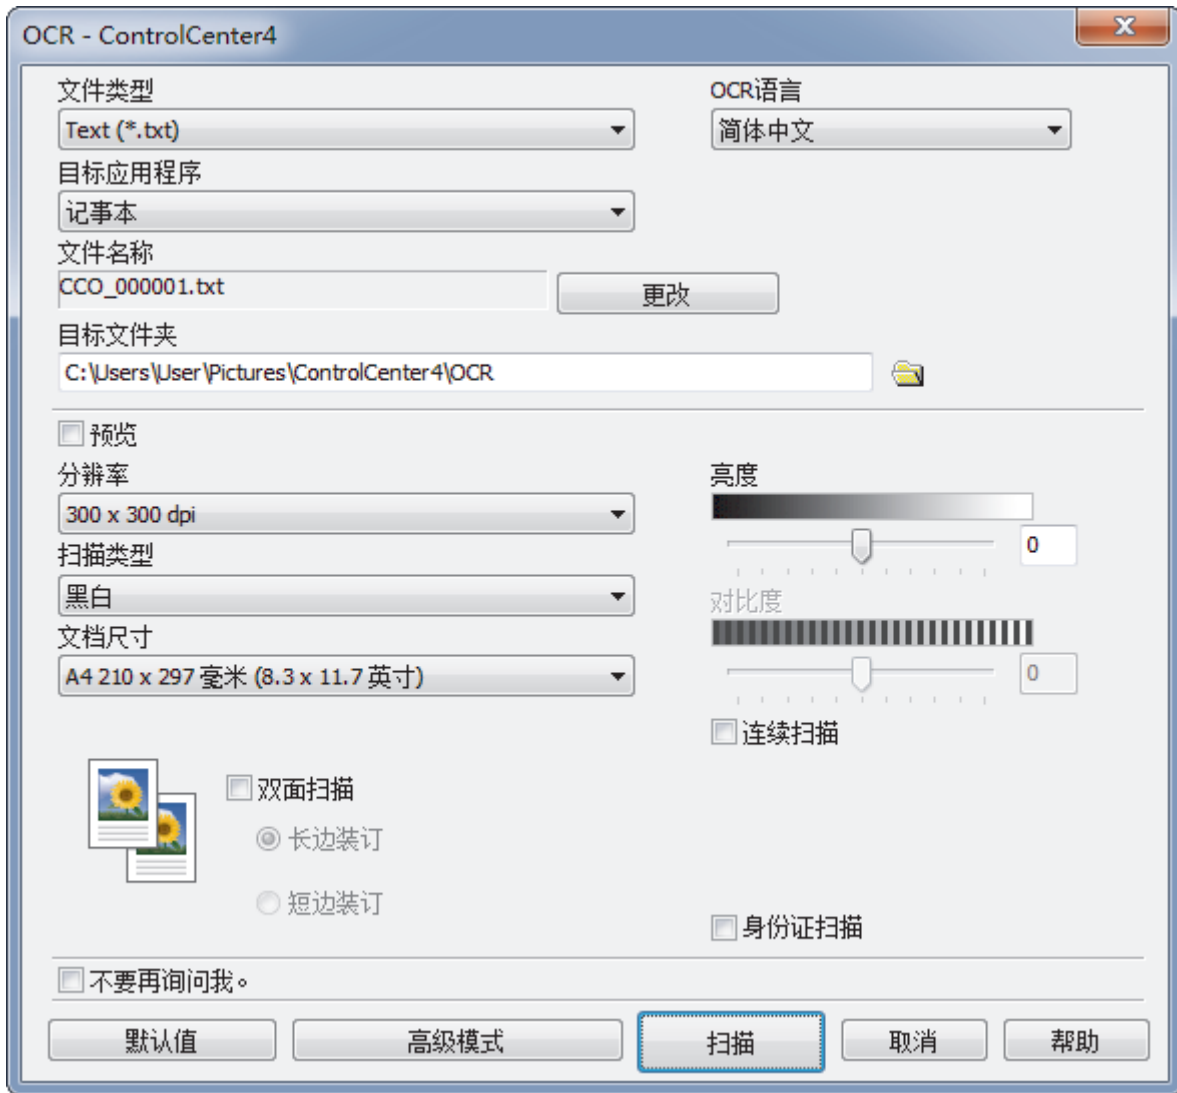 OCR - ControlCenter4
文件类型
OCR语言
Text (*.txt)
简体中文
目标应用程序
记事本
文件名称
CCO_000001.txt
更改
目标文件夹
C:\Users\User\Pictures\ControlCenter4\OCR
预览
分辨率
亮度
300 x 300 dpi
0
扫描类型
黑白
对比度
文档尺寸
A4 210 x 297 毫米 (8.3 x 11.7 英寸)
0
连续扫描
双面扫描
长边装订
短边装订
身份证扫描
不要再询问我。
默认值
高级模式
扫描
取消
帮助